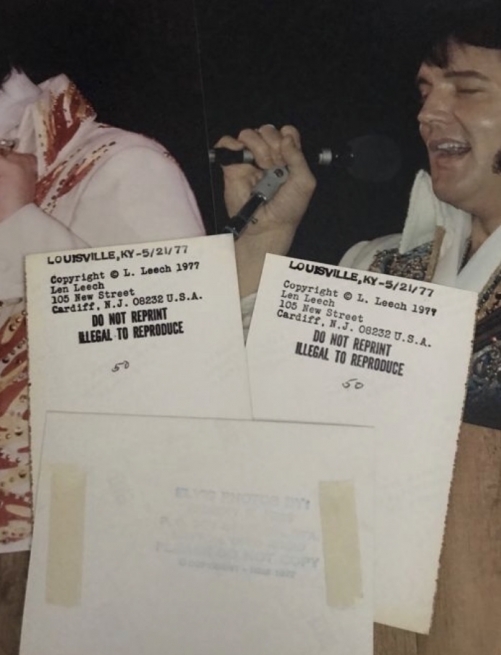 LOUISVILLE,KY-5/21/77
Copyright © L. Leech 1977
Len Leech
105 New Street
Cardiff, N.J. 08232 U.S.A.
DO NOT REPRINT
ILLEGAL TO REPRODUCE
50
LOUISVILLE,KY-5/21/77
Copyright © L. Leech 1977
Len Leech
105 New Street
Cardiff, N.J. 08232 U.S.A.
DO NOT REPRINT
ILLEGAL TO REPRODUCE
50